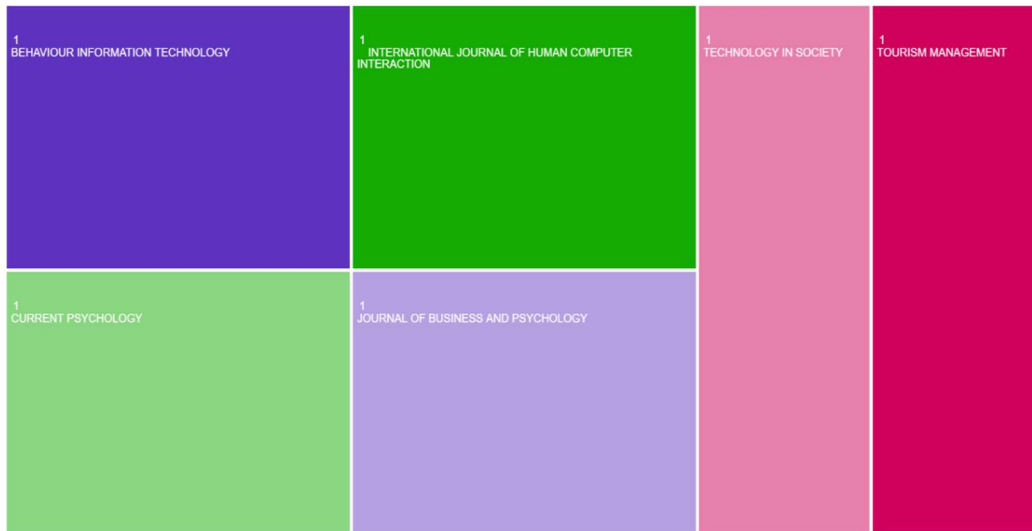 1
BEHAVIOUR INFORMATION TECHNOLOGY
1
INTERNATIONAL JOURNAL OF HUMAN COMPUTER
INTERACTION
1
TECHNOLOGY IN SOCIETY
1
TOURISM MANAGEMENT
1
CURRENT PSYCHOLOGY
1
JOURNAL OF BUSINESS AND PSYCHOLOGY